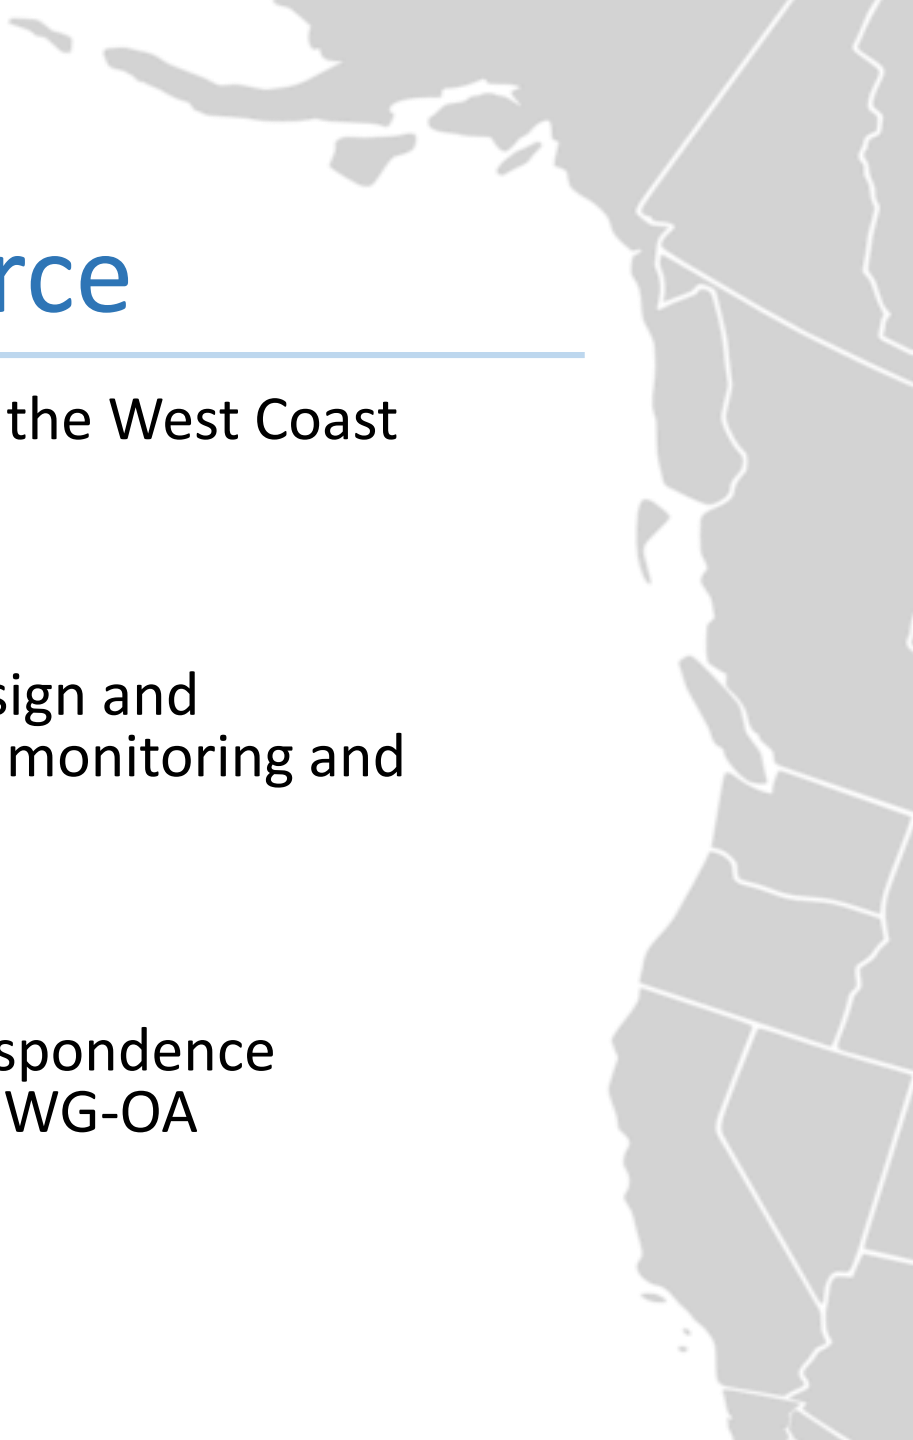 rce
the West Coast
sign and
monitoring and
spondence
WG-OA